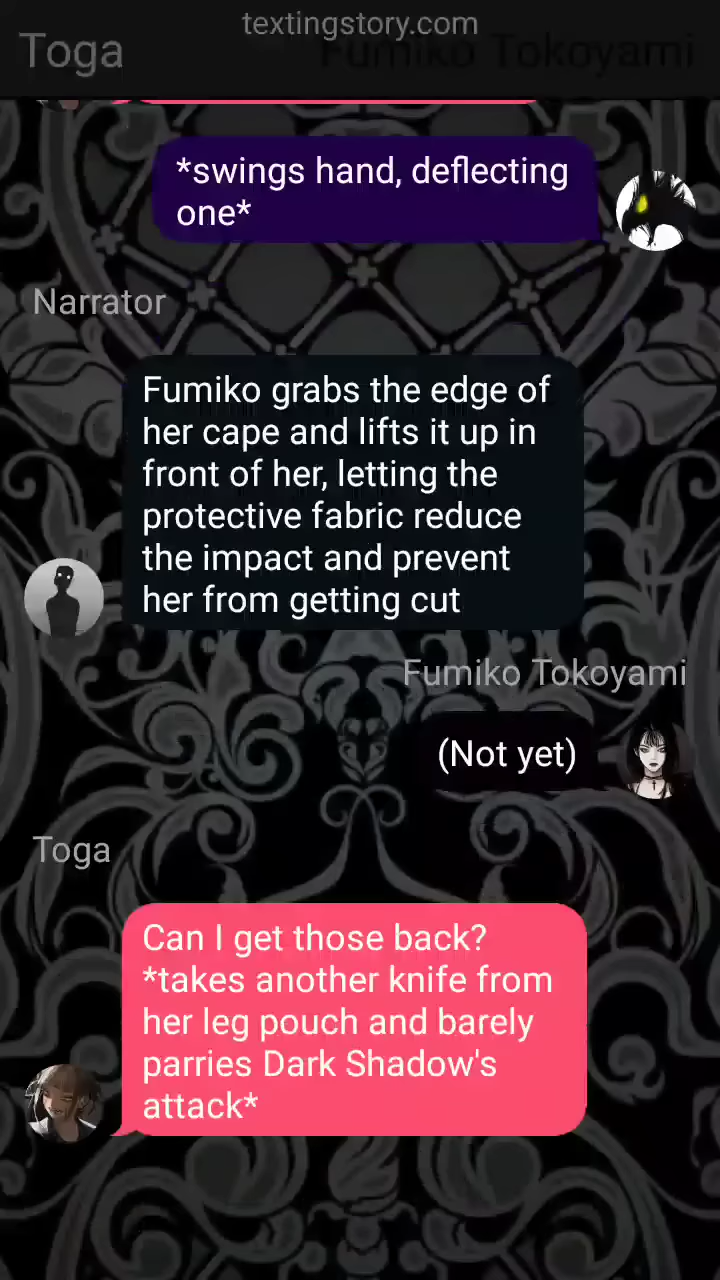 textingstory.com
Toga
Fumiko Tokoyami
*swings hand, deflecting
one*
Narrator
Fumiko grabs the edge of
her cape and lifts it up in
front of her, letting the
protective fabric reduce
the impact and prevent
her from getting cut
Fumiko Tokoyami
(Not yet)
Toga
Can I get those back?
*takes another knife from
her leg pouch and barely
parries Dark Shadow's
attack*